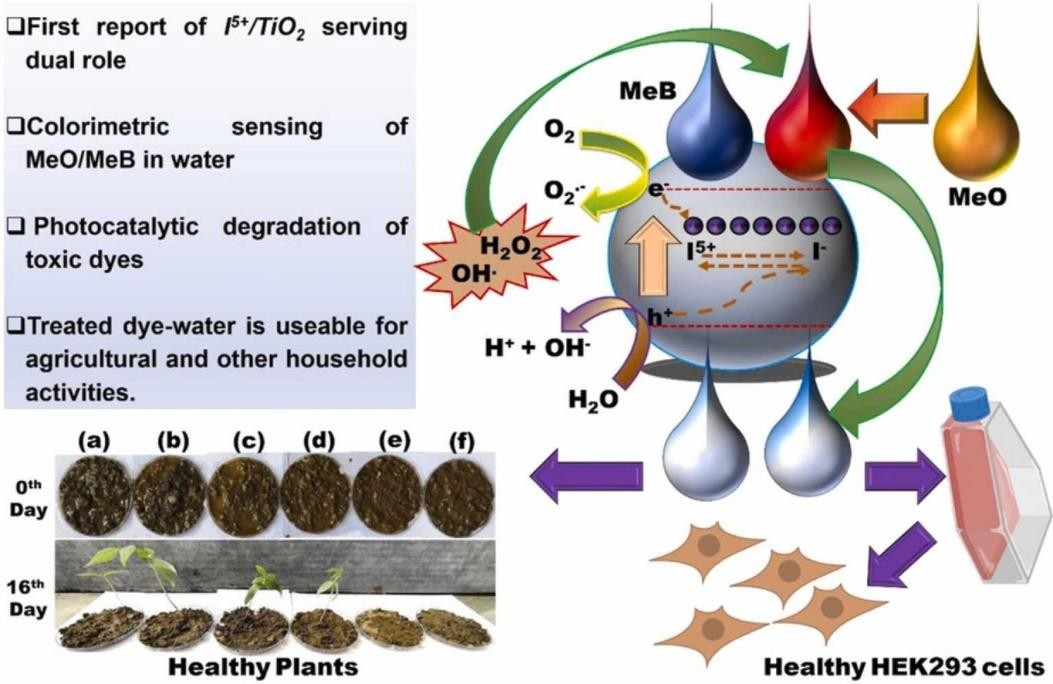 ❑First report of I⁵⁺/TiO₂ serving
dual role
❑Colorimetric sensing of
MeO/MeB in water
❑ Photocatalytic degradation of
toxic dyes
❑Treated dye-water is useable for
agricultural and other household
activities.
MeB
MeO
O₂
O₂·⁻
e⁻
H₂O₂
OH·
I⁵⁺
I⁻
h⁺
H⁺ + OH⁻
H₂O
(a) (b) (c) (d) (e) (f)
0ᵗʰ
Day
16ᵗʰ
Day
Healthy Plants
Healthy HEK293 cells